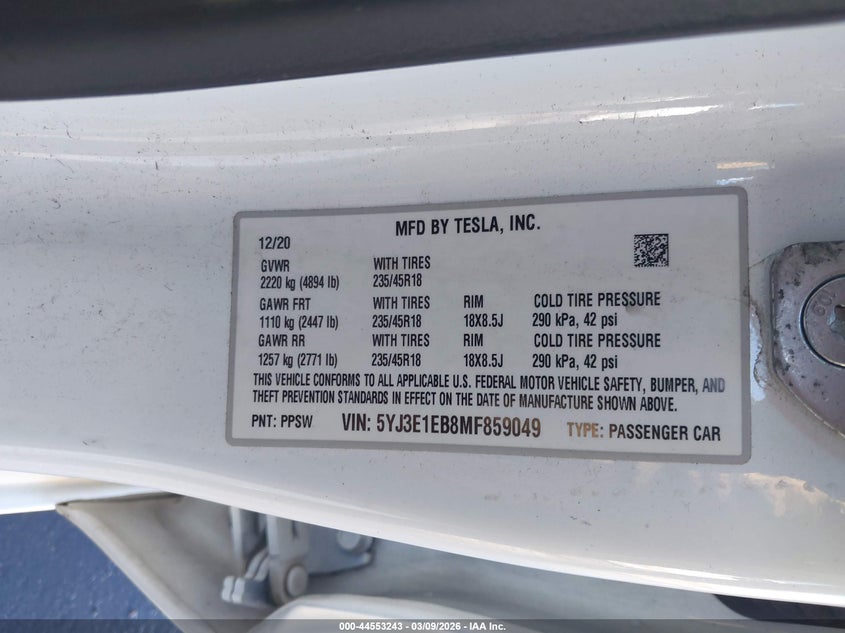 MFD BY TESLA, INC.
12/20
GVWR WITH TIRES
2220 kg (4894 lb) 235/45R18
GAWR FRT WITH TIRES RIM COLD TIRE PRESSURE
1110 kg (2447 lb) 235/45R18 18X8.5J 290 kPa, 42 psi
GAWR RR WITH TIRES RIM COLD TIRE PRESSURE
1257 kg (2771 lb) 235/45R18 18X8.5J 290 kPa, 42 psi
THIS VEHICLE CONFORMS TO ALL APPLICABLE U.S. FEDERAL MOTOR VEHICLE SAFETY, BUMPER, AND
THEFT PREVENTION STANDARDS IN EFFECT ON THE DATE OF MANUFACTURE SHOWN ABOVE.
PNT: PPSW VIN: 5YJ3E1EB8MF859049 TYPE: PASSENGER CAR
000-44553243 - 03/09/2026 - IAA Inc.